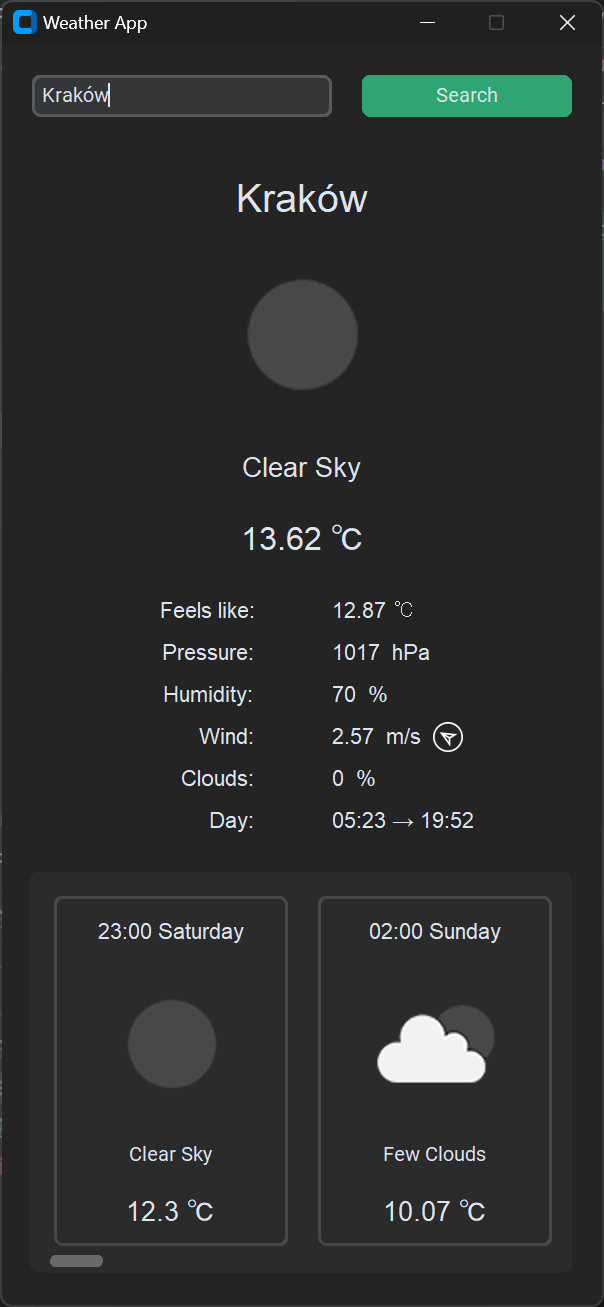 Weather App
Kraków Search
Kraków
Clear Sky
13.62 ℃
Feels like: 12.87 ℃
Pressure: 1017 hPa
Humidity: 70 %
Wind: 2.57 m/s
Clouds: 0 %
Day: 05:23 → 19:52
23:00 Saturday 02:00 Sunday
Clear Sky Few Clouds
12.3 ℃ 10.07 ℃